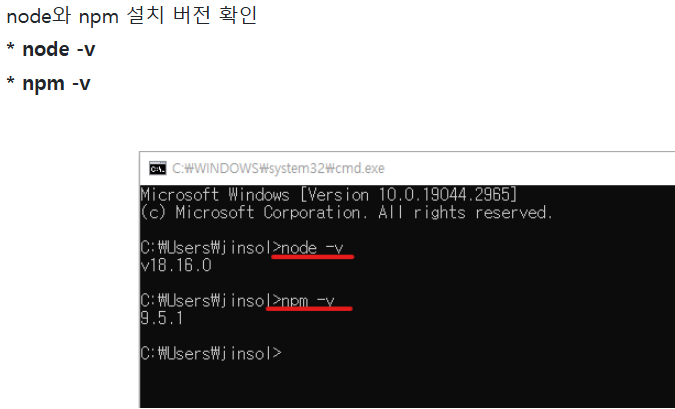 node와 npm 설치 버전 확인
* node -v
* npm -v
C:₩WINDOWS₩system32₩cmd.exe
Microsoft Windows [Version 10.0.19044.2965]
(c) Microsoft Corporation. All rights reserved.
C:₩Users₩jinsol>node -v
v18.16.0
C:₩Users₩jinsol>npm -v
9.5.1
C:₩Users₩jinsol>